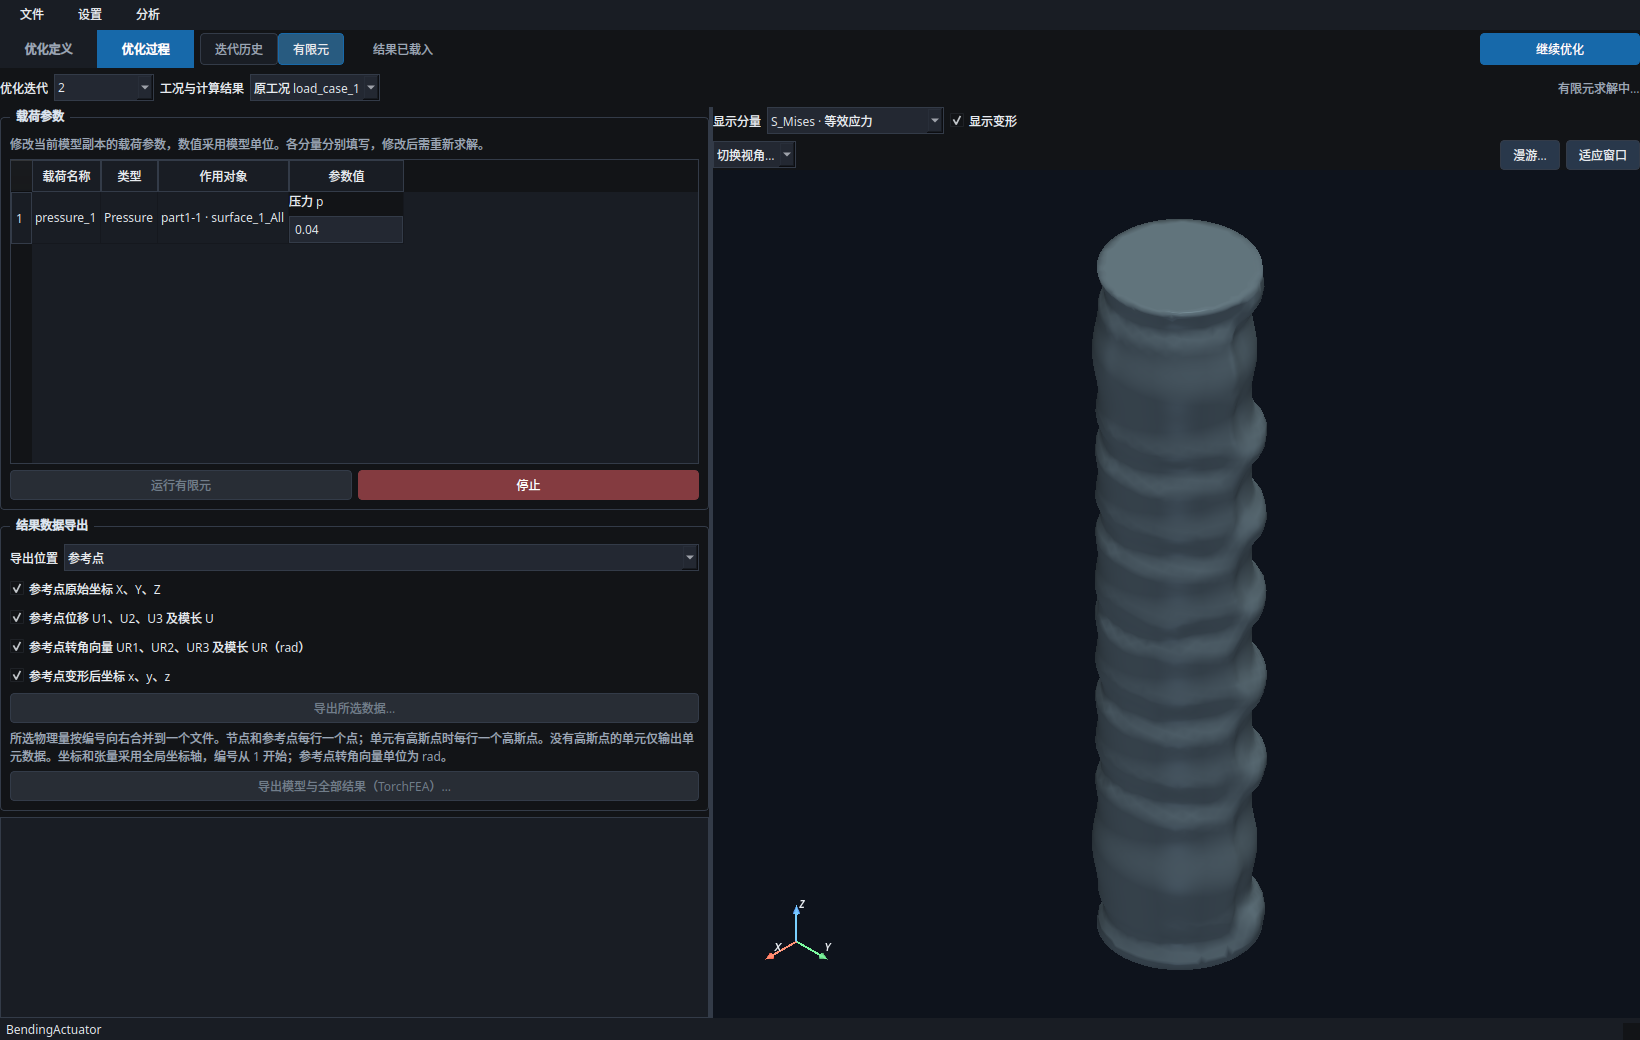 文件 设置 分析
优化定义 优化过程 迭代历史 有限元 结果已载入 继续优化
优化迭代 2 工况与计算结果 原工况 load_case_1 有限元求解中...
载荷参数
修改当前模型副本的载荷参数，数值采用模型单位。各分量分别填写，修改后需重新求解。
载荷名称 类型 作用对象 参数值
1 pressure_1 Pressure part1-1 · surface_1_All 压力 p
0.04
运行有限元 停止
结果数据导出
导出位置 参考点
参考点原始坐标 X、Y、Z
参考点位移 U1、U2、U3 及模长 U
参考点转角向量 UR1、UR2、UR3 及模长 UR（rad）
参考点变形后坐标 x、y、z
导出所选数据...
所选物理量按编号向右合并到一个文件。节点和参考点每行一个点；单元有高斯点时每行一个高斯点。没有高斯点的单元仅输出单
元数据。坐标和张量采用全局坐标轴，编号从 1 开始；参考点转角向量单位为 rad。
导出模型与全部结果（TorchFEA）...
显示分量 S_Mises · 等效应力 显示变形
切换视角... 漫游... 适应窗口
Z
X Y
BendingActuator